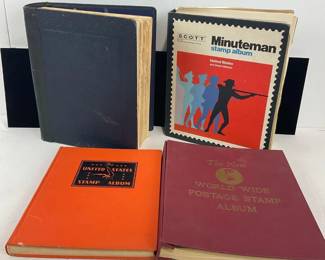 SCOTT
Minuteman
stamp album
United States
UNITED STATES
STAMP ALBUM
The New
WORLD WIDE
POSTAGE STAMP
ALBUM